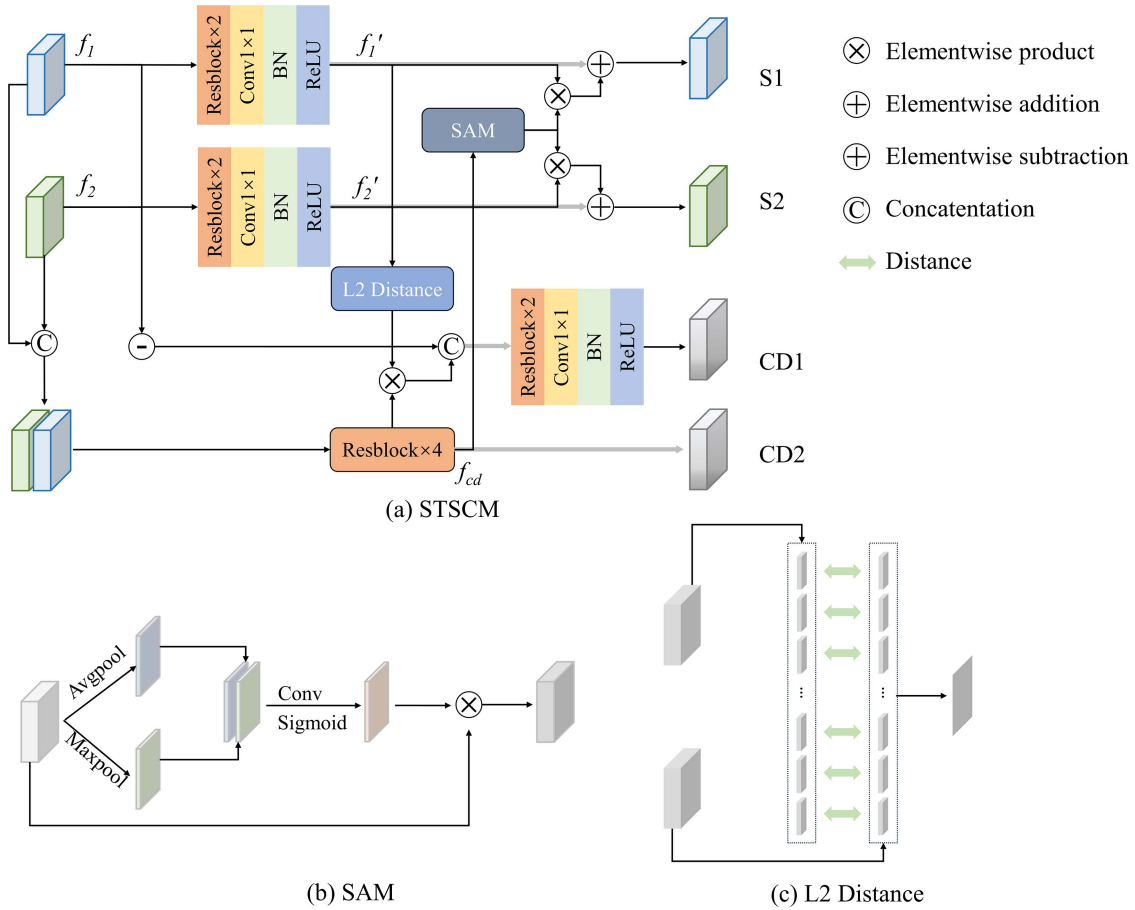 f1
Resblock×2
Conv1×1
BN
ReLU
f1'
S1
Elementwise product
Elementwise addition
SAM
Elementwise subtraction
f2
Resblock×2
Conv1×1
BN
ReLU
f2'
S2
C Concatentation
Distance
L2 Distance
C
-
C
Resblock×2
Conv1×1
BN
ReLU
CD1
Resblock×4
fcd
CD2
(a) STSCM
Avgpool
Maxpool
Conv
Sigmoid
...
...
(b) SAM
(c) L2 Distance